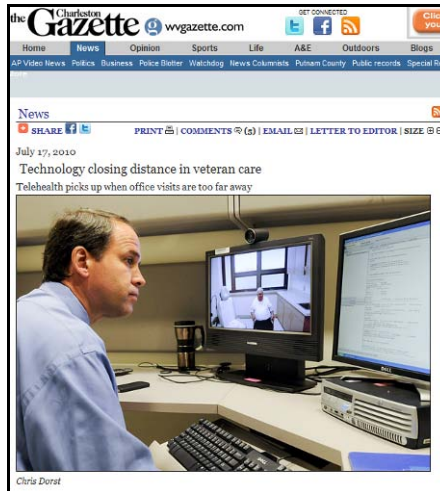 the Charleston Gazette wvgazette.com
GET CONNECTED
Home News Opinion Sports Life A&E Outdoors Blogs
AP Video News Politics Business Police Blotter Watchdog News Columnists Putnam County Public records Special
News
SHARE PRINT | COMMENTS (5) | EMAIL | LETTER TO EDITOR | SIZE
July 17, 2010
Technology closing distance in veteran care
Telehealth picks up when office visits are too far away
DELL
Chris Dorst